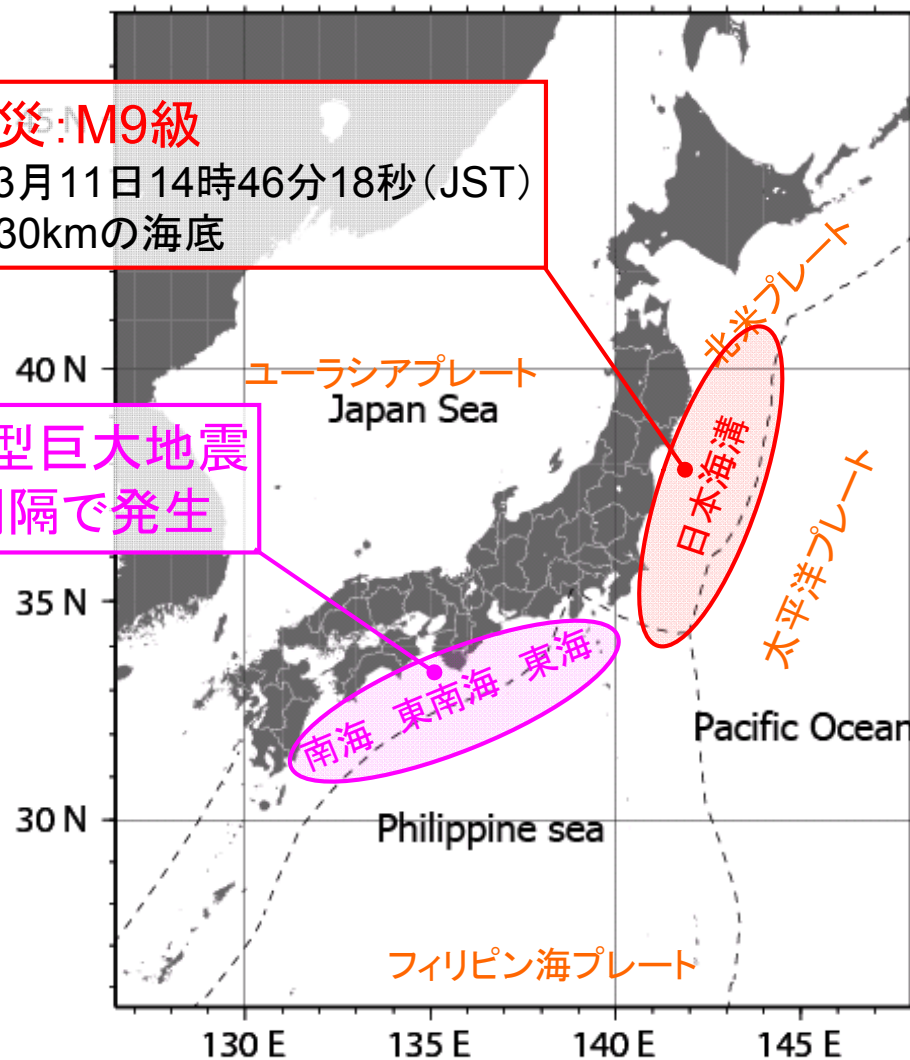 災:M9級
3月11日14時46分18秒(JST)
30kmの海底
北米プレート
40 N
ユーラシアプレート
Japan Sea
型巨大地震
隔で発生
日本海溝
太平洋プレート
35 N
南海 東南海 東海
Pacific Ocean
30 N
Philippine sea
フィリピン海プレート
130 E
135 E
140 E
145 E